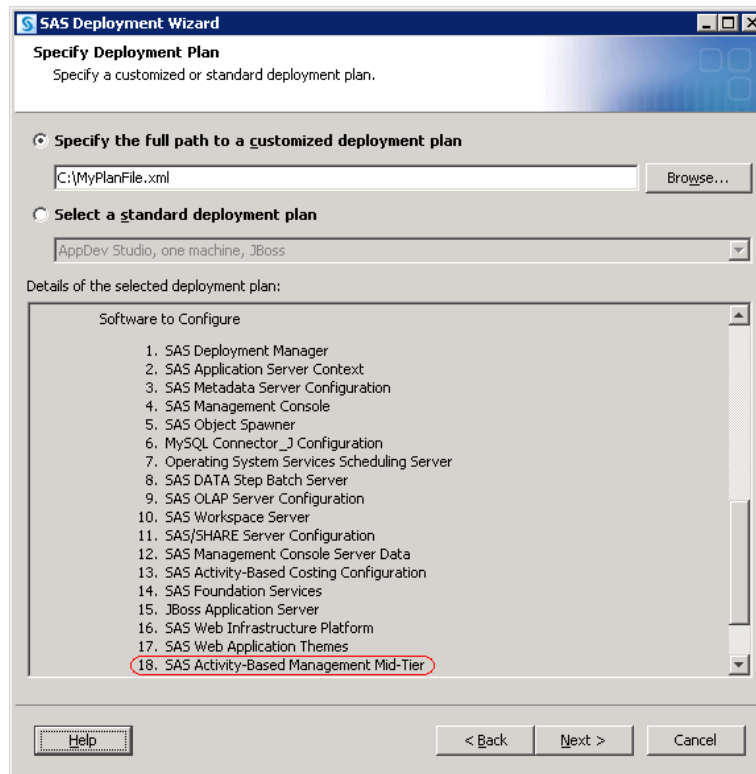 SAS Deployment Wizard
Specify Deployment Plan
Specify a customized or standard deployment plan.
Specify the full path to a customized deployment plan
C:\MyPlanFile.xml
Browse...
Select a standard deployment plan
AppDev Studio, one machine, JBoss
Details of the selected deployment plan:
Software to Configure
1. SAS Deployment Manager
2. SAS Application Server Context
3. SAS Metadata Server Configuration
4. SAS Management Console
5. SAS Object Spawner
6. MySQL Connector_J Configuration
7. Operating System Services Scheduling Server
8. SAS DATA Step Batch Server
9. SAS OLAP Server Configuration
10. SAS Workspace Server
11. SAS/SHARE Server Configuration
12. SAS Management Console Server Data
13. SAS Activity-Based Costing Configuration
14. SAS Foundation Services
15. JBoss Application Server
16. SAS Web Infrastructure Platform
17. SAS Web Application Themes
18. SAS Activity-Based Management Mid-Tier
Help
< Back
Next >
Cancel